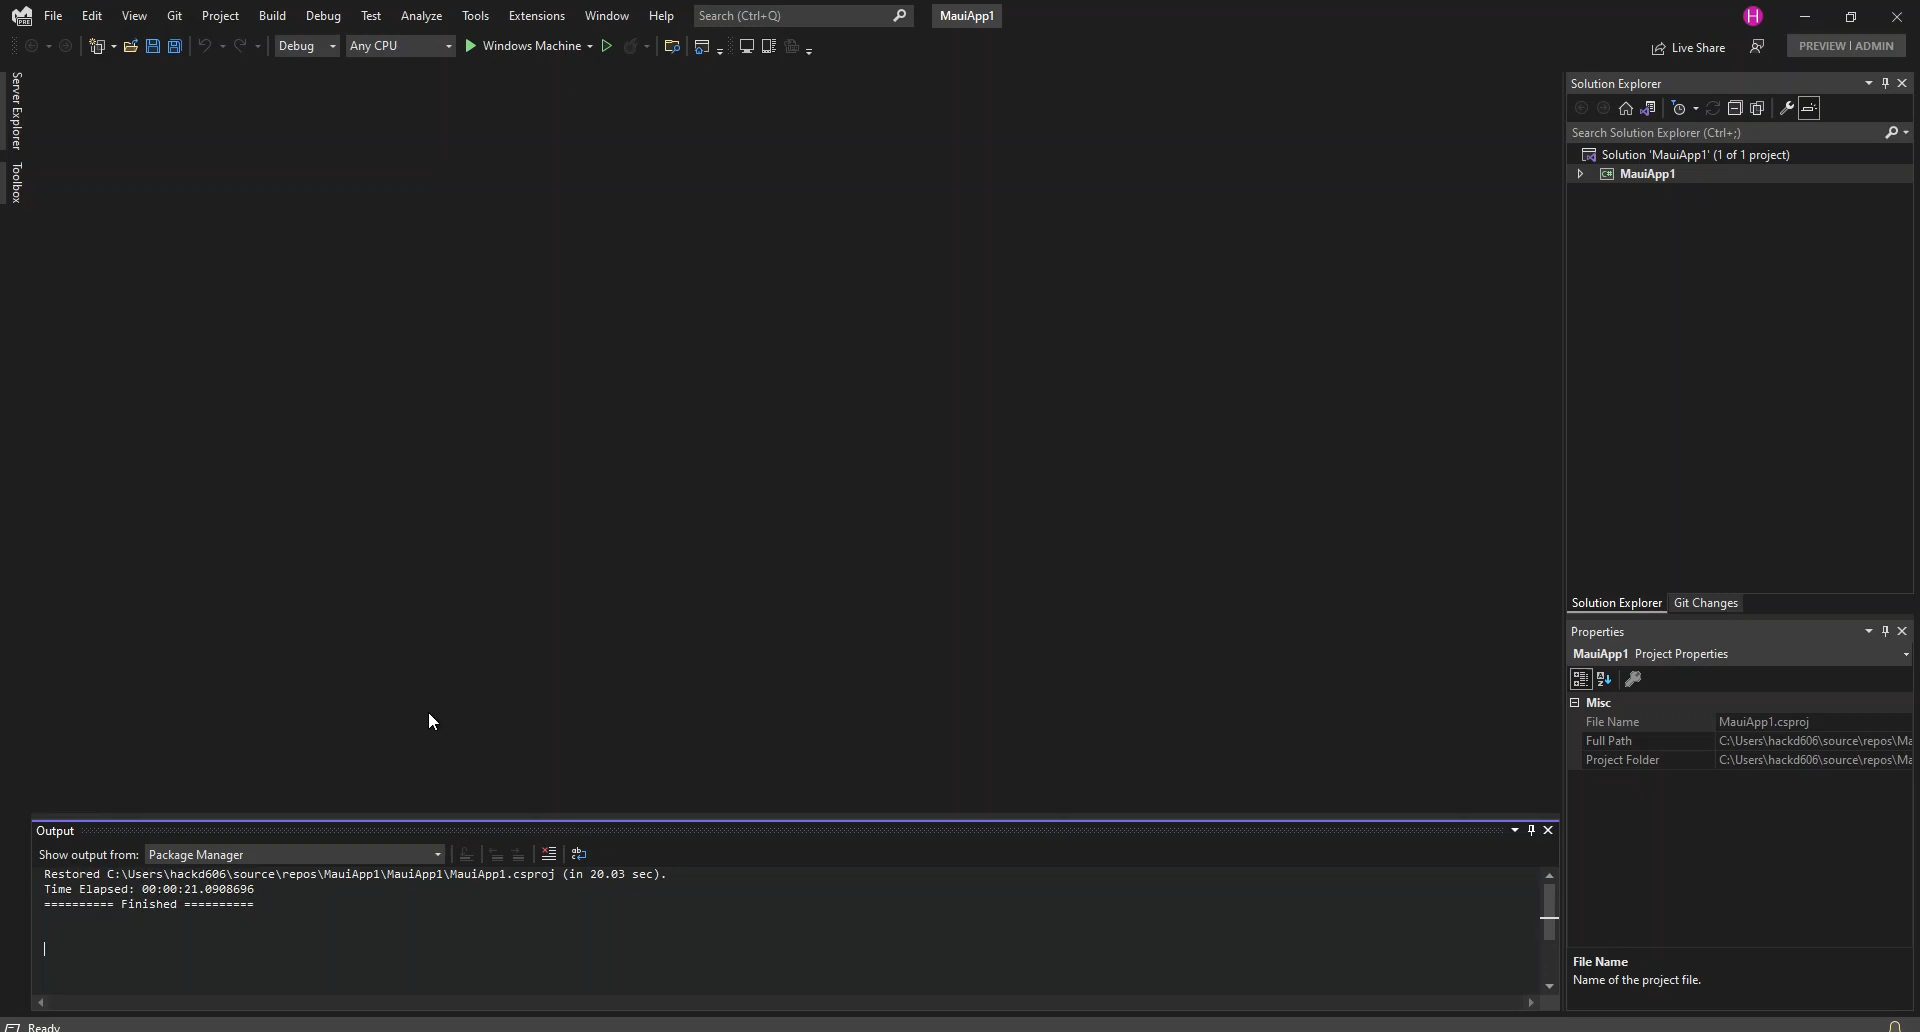 File Edit View Git Project Build Debug Test Analyze Tools Extensions Window Help Search (Ctrl+Q) MauiApp1 H
Debug Any CPU Windows Machine Live Share PREVIEW | ADMIN
Server Explorer
Toolbox
Solution Explorer
Search Solution Explorer (Ctrl+;)
Solution 'MauiApp1' (1 of 1 project)
C# MauiApp1
Solution Explorer Git Changes
Properties
MauiApp1 Project Properties
Misc
File Name MauiApp1.csproj
Full Path C:\Users\hackd606\source\repos\Ma
Project Folder C:\Users\hackd606\source\repos\Ma
File Name
Name of the project file.
Output
Show output from: Package Manager
Restored C:\Users\hackd606\source\repos\MauiApp1\MauiApp1\MauiApp1.csproj (in 20.03 sec).
Time Elapsed: 00:00:21.0908696
========== Finished ==========
Ready